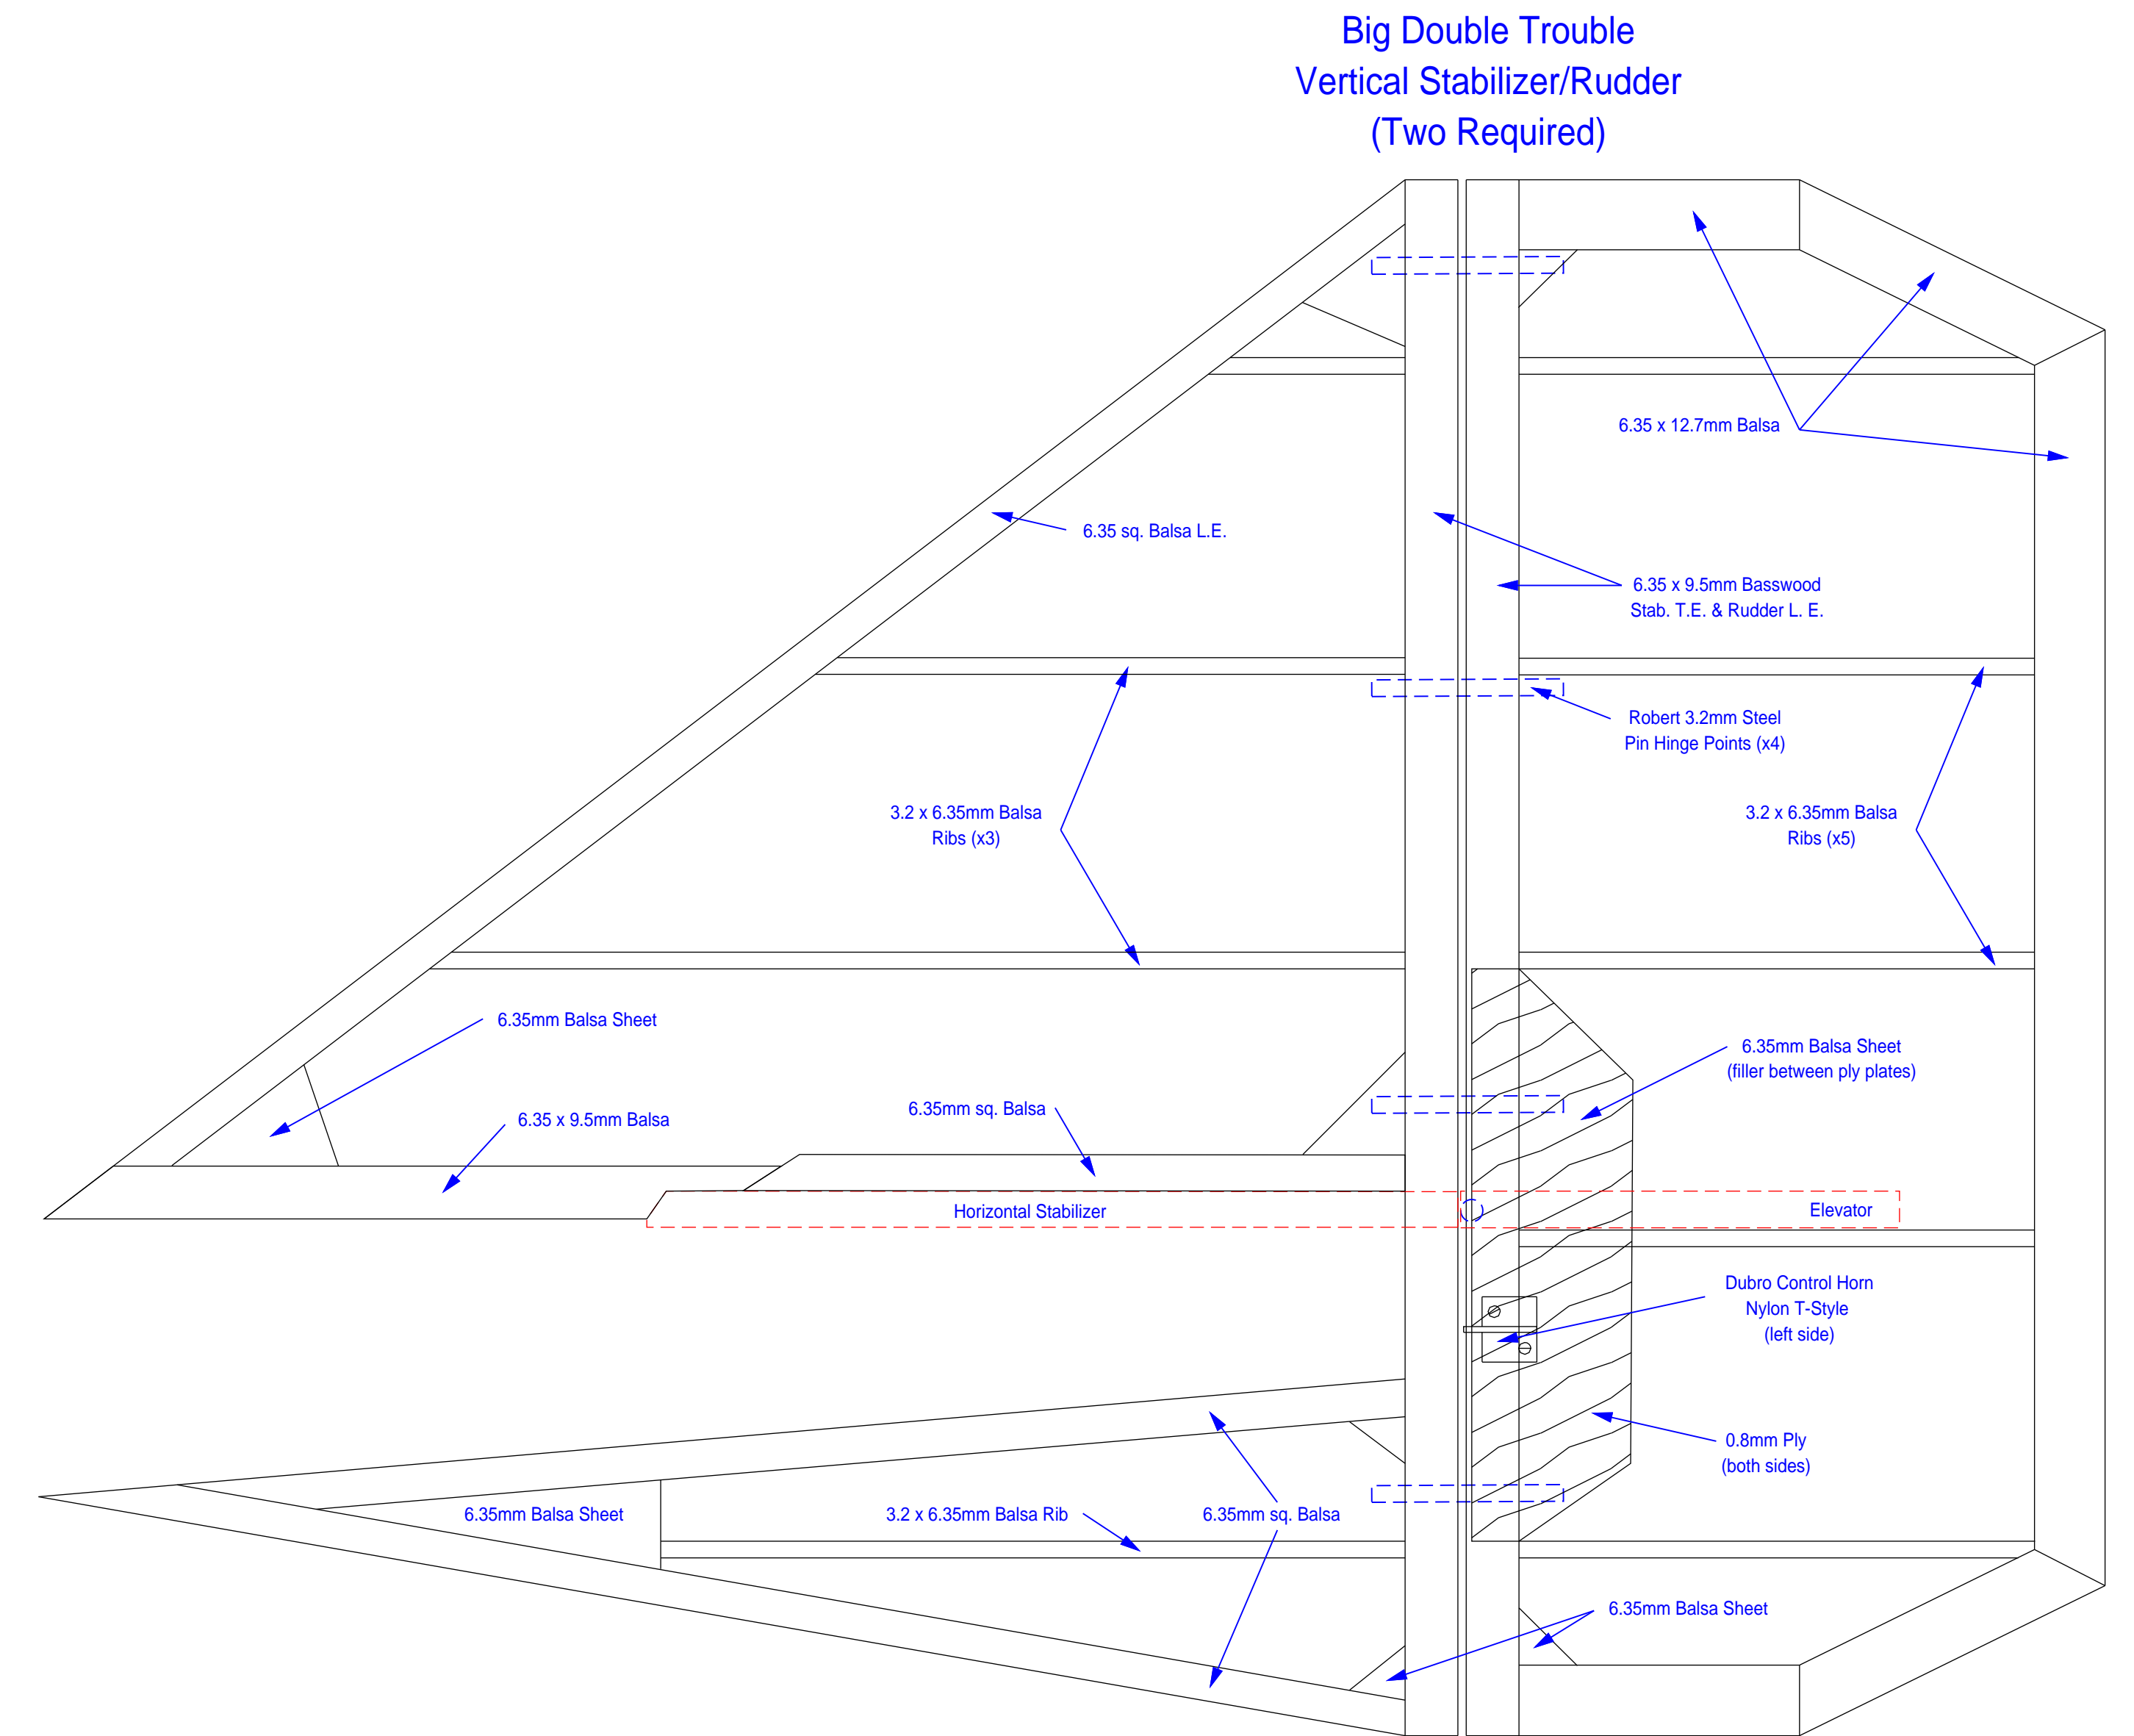 Big Double Trouble
Vertical Stabilizer/Rudder
(Two Required)
6.35 x 12.7mm Balsa
6.35 sq. Balsa L.E.
6.35 x 9.5mm Basswood
Stab. T.E. & Rudder L. E.
Robert 3.2mm Steel
Pin Hinge Points (x4)
3.2 x 6.35mm Balsa
Ribs (x3)
3.2 x 6.35mm Balsa
Ribs (x5)
6.35mm Balsa Sheet
6.35mm Balsa Sheet
(filler between ply plates)
6.35mm sq. Balsa
6.35 x 9.5mm Balsa
Horizontal Stabilizer
Elevator
Dubro Control Horn
Nylon T-Style
(left side)
0.8mm Ply
(both sides)
6.35mm Balsa Sheet
3.2 x 6.35mm Balsa Rib
6.35mm sq. Balsa
6.35mm Balsa Sheet